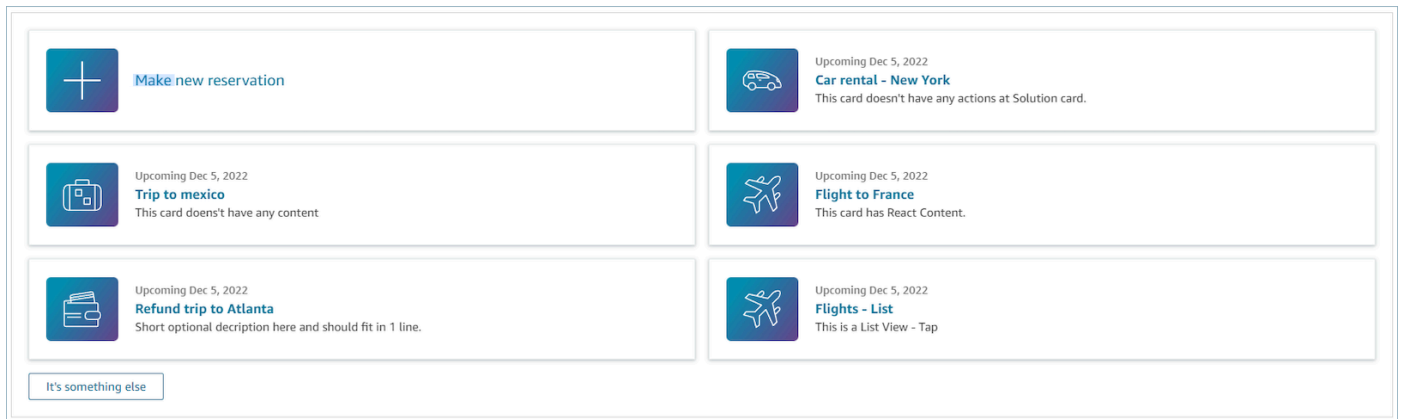 Make new reservation
Upcoming Dec 5, 2022
Car rental - New York
This card doesn't have any actions at Solution card.
Upcoming Dec 5, 2022
Trip to mexico
This card doens't have any content
Upcoming Dec 5, 2022
Flight to France
This card has React Content.
Upcoming Dec 5, 2022
Refund trip to Atlanta
Short optional decription here and should fit in 1 line.
Upcoming Dec 5, 2022
Flights - List
This is a List View - Tap
It's something else